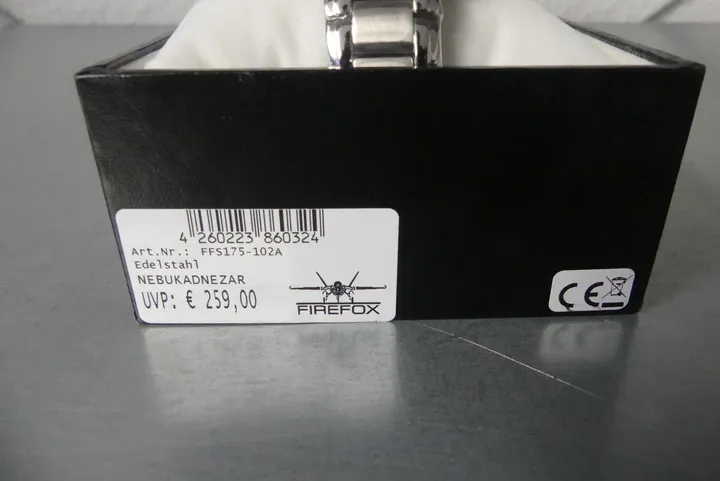 4 260223 860324
Art.Nr.: FFS175-102A
Edelstahl
NEBUKADNEZAR
UVP: € 259,00
FIREFOX
CE